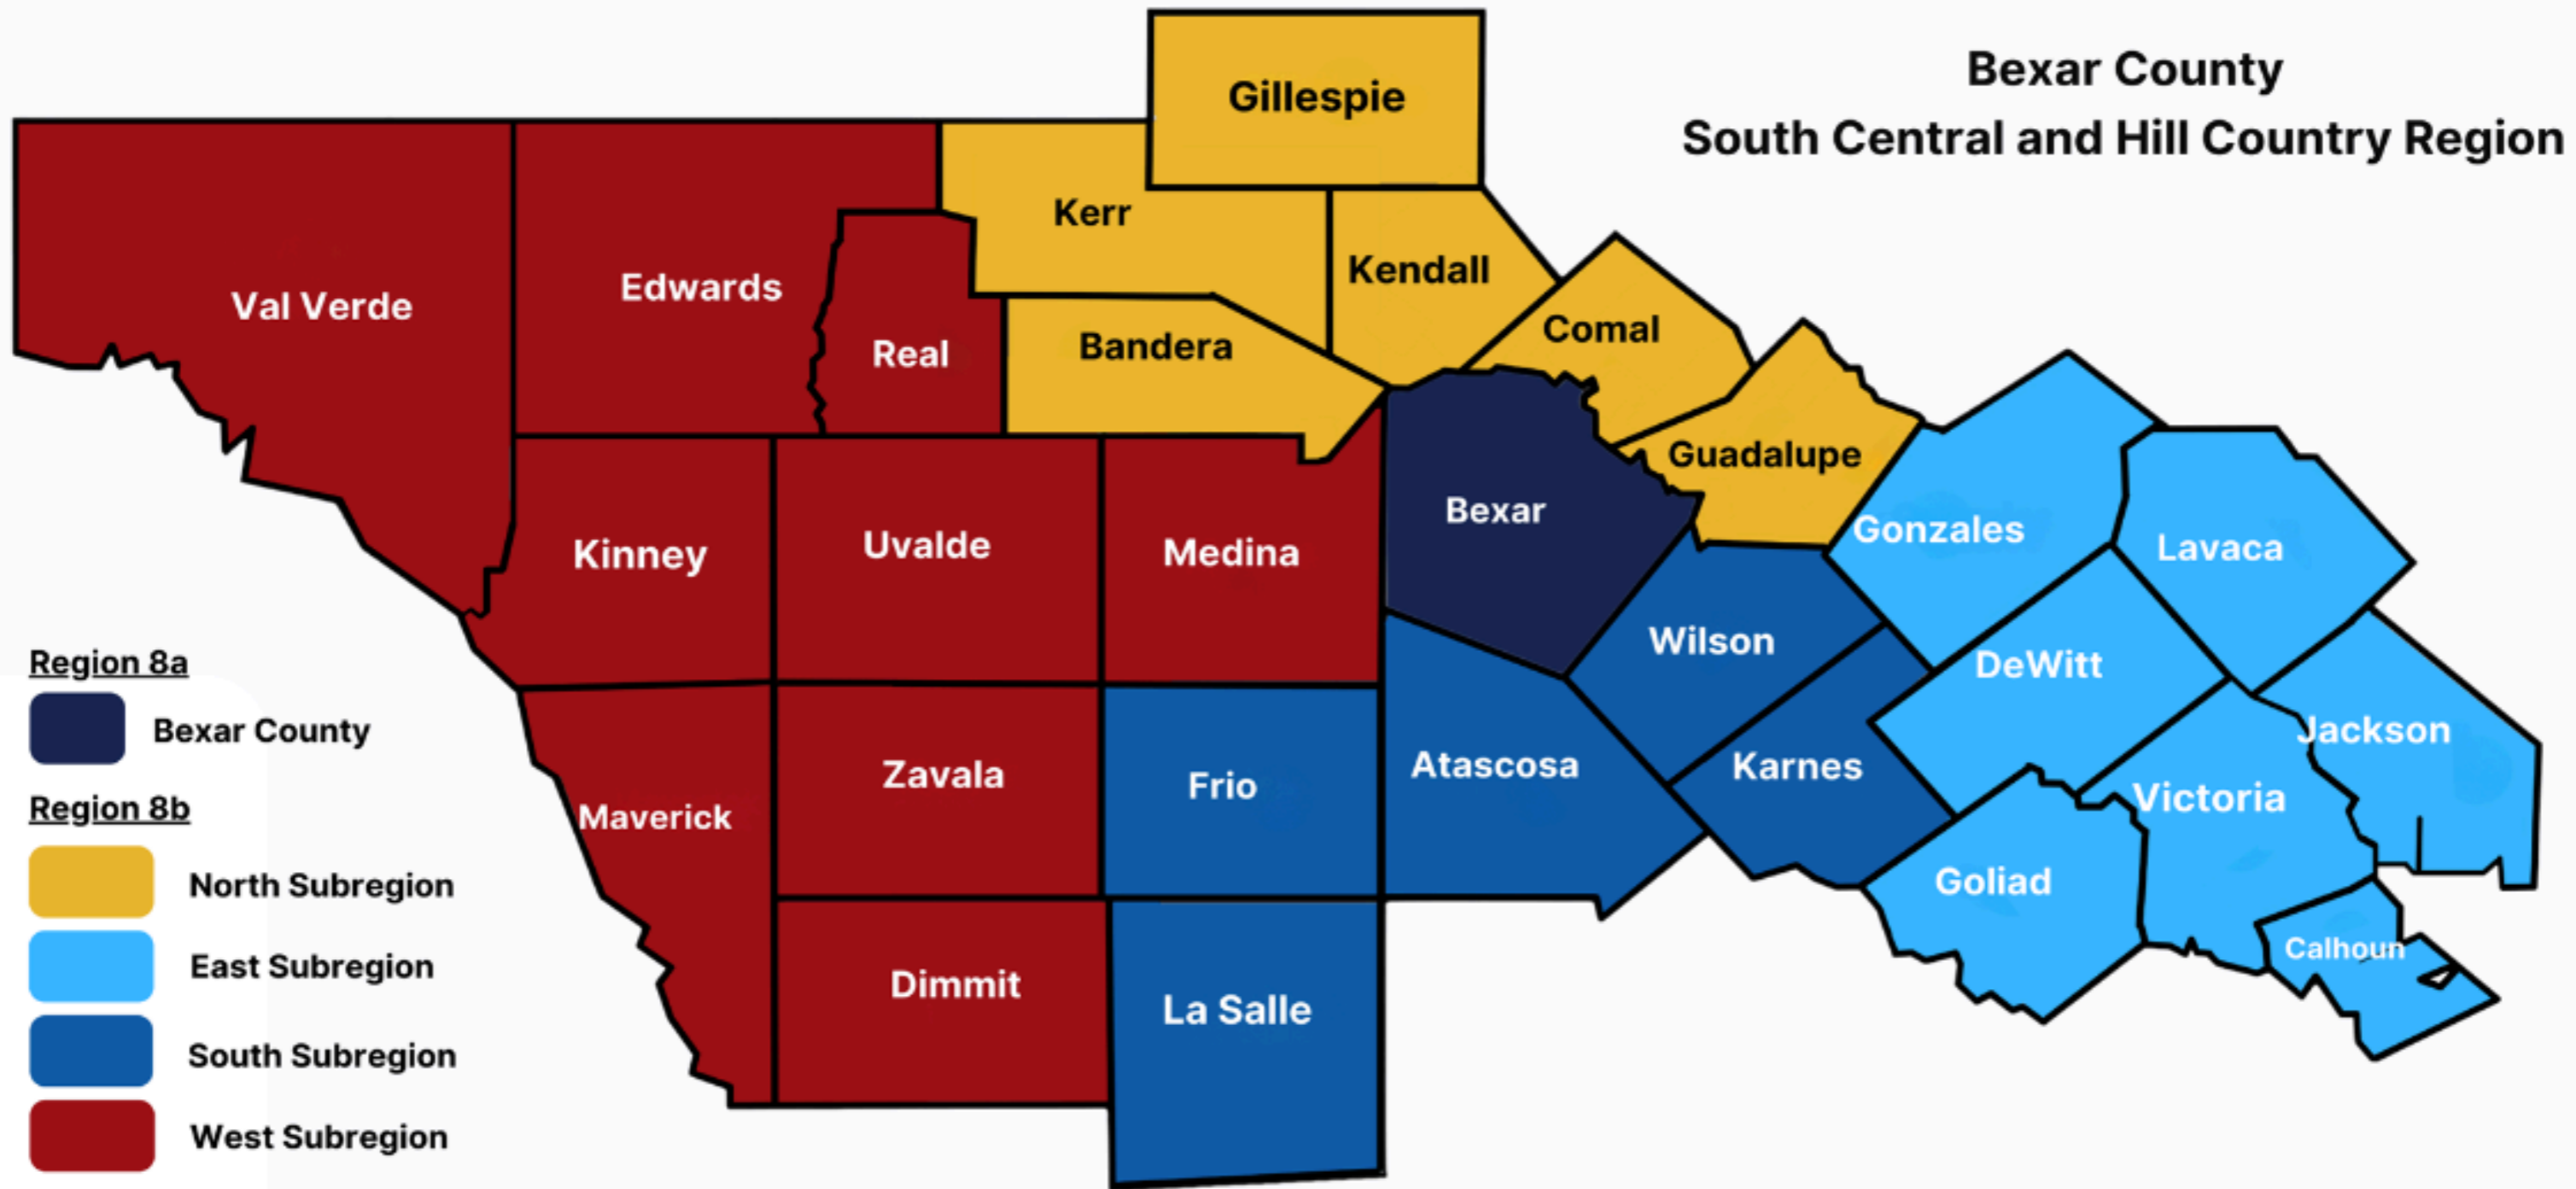 Bexar County
South Central and Hill Country Region
Gillespie
Kerr
Kendall
Val Verde
Edwards
Real
Bandera
Comal
Guadalupe
Kinney
Uvalde
Medina
Bexar
Gonzales
Lavaca
Wilson
DeWitt
Maverick
Zavala
Frio
Atascosa
Karnes
Jackson
Victoria
Goliad
Calhoun
Dimmit
La Salle
Region 8a
Bexar County
Region 8b
North Subregion
East Subregion
South Subregion
West Subregion